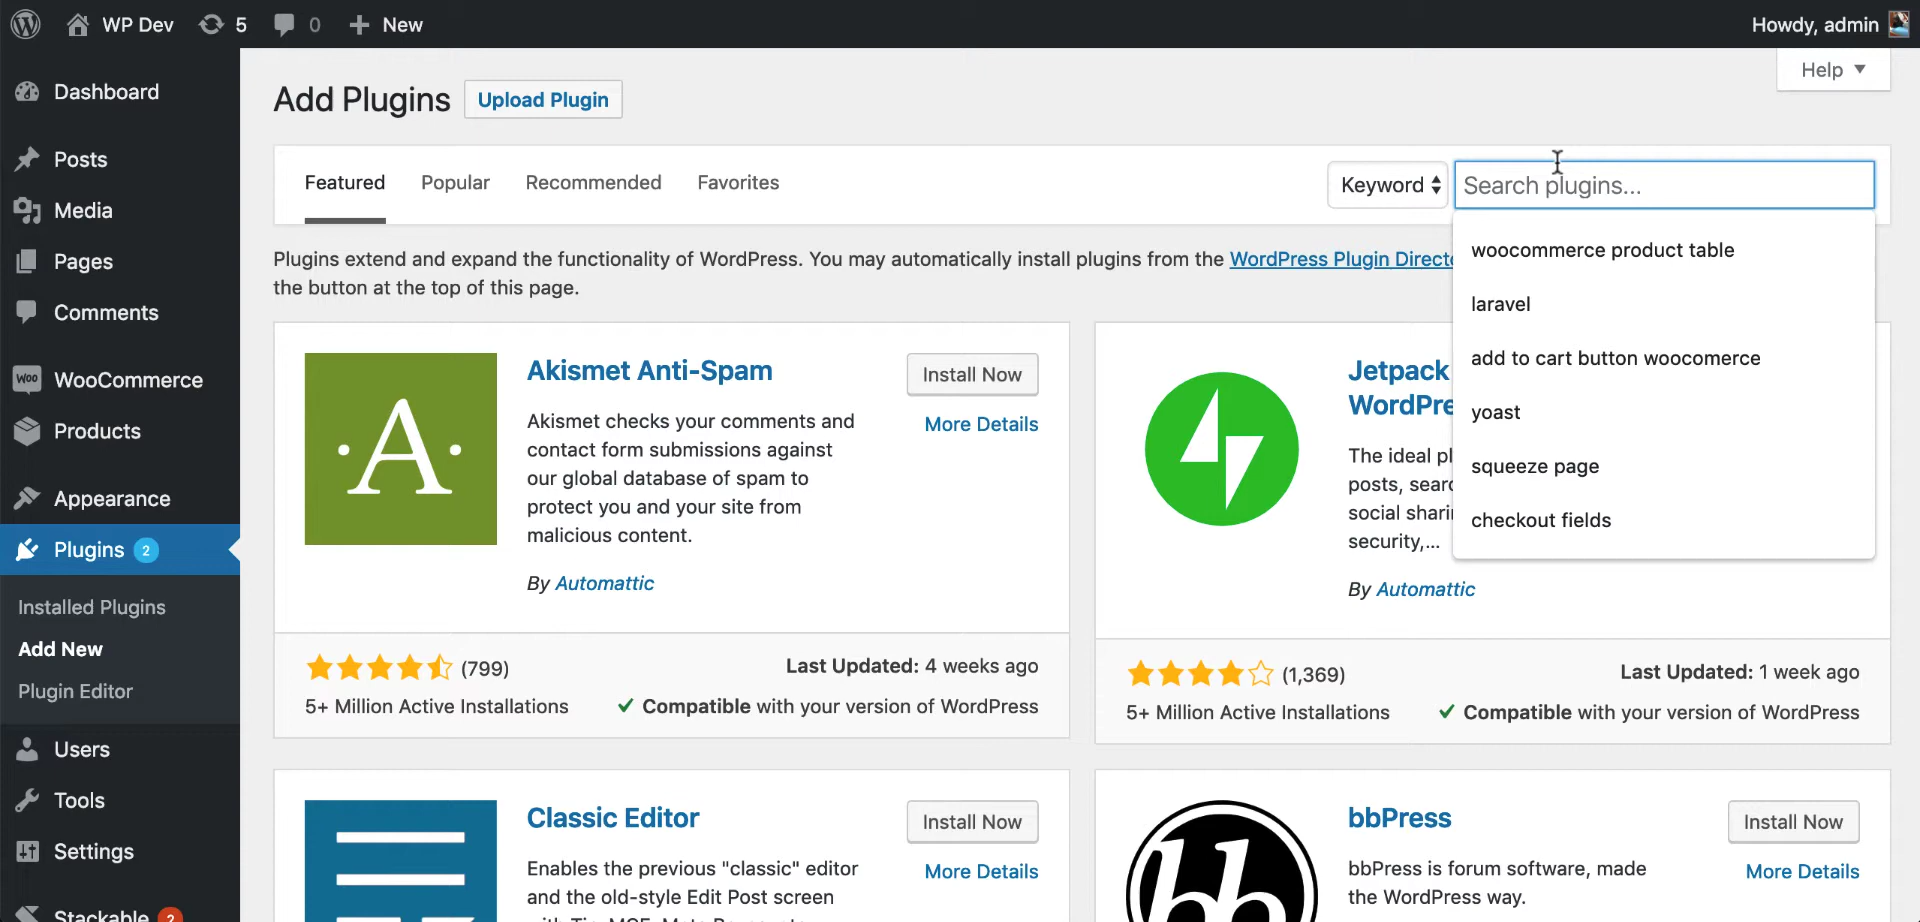 WP Dev 5 0 New
Howdy, admin
Help
Dashboard
Posts
Media
Pages
Comments
WOO WooCommerce
Products
Appearance
Plugins 2
Installed Plugins
Add New
Plugin Editor
Users
Tools
Settings
Stackable 2
Add Plugins Upload Plugin
Featured Popular Recommended Favorites
Keyword Search plugins...
woocommerce product table
laravel
add to cart button woocomerce
yoast
squeeze page
checkout fields
Plugins extend and expand the functionality of WordPress. You may automatically install plugins from the WordPress Plugin Directo
the button at the top of this page.
A
Akismet Anti-Spam
Install Now
More Details
Akismet checks your comments and
contact form submissions against
our global database of spam to
protect you and your site from
malicious content.
By Automattic
(799)
Last Updated: 4 weeks ago
5+ Million Active Installations
Compatible with your version of WordPress
Jetpack
WordPre
The ideal pl
posts, searc
social shari
security,...
By Automattic
(1,369)
Last Updated: 1 week ago
5+ Million Active Installations
Compatible with your version of WordPress
Classic Editor
Install Now
More Details
Enables the previous "classic" editor
and the old-style Edit Post screen
bb
bbPress
Install Now
More Details
bbPress is forum software, made
the WordPress way.